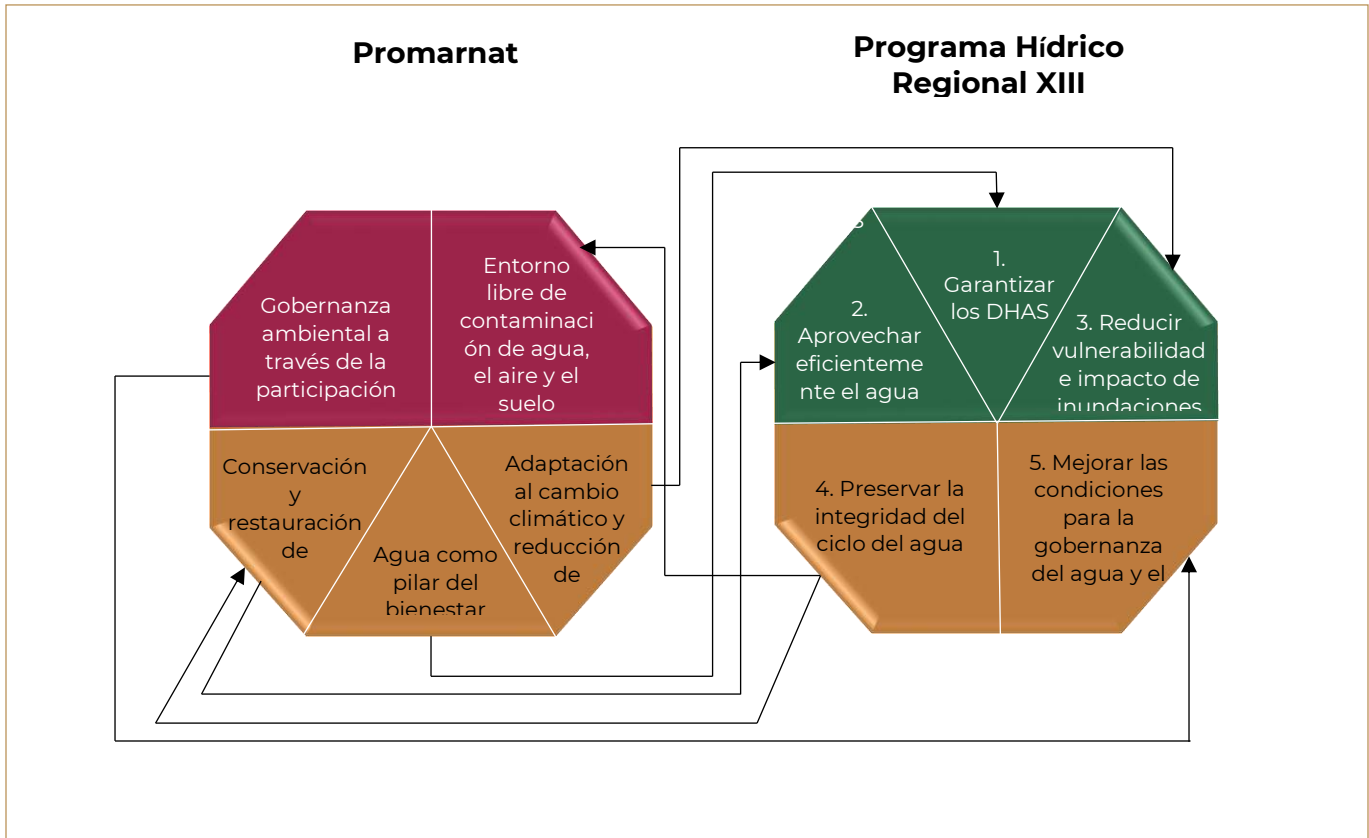 Promarnat
Programa Hídrico
Regional XIII
Gobernanza
ambiental a
través de la
participación
Entorno
libre de
contaminaci
ón de agua,
el aire y el
suelo
Conservación
y
restauración
de
Agua como
pilar del
bienestar
Adaptación
al cambio
climático y
reducción
de
1.
Garantizar
los DHAS
2.
Aprovechar
eficienteme
nte el agua
3. Reducir
vulnerabilidad
e impacto de
inundaciones
4. Preservar la
integridad del
ciclo del agua
5. Mejorar las
condiciones
para la
gobernanza
del agua y el